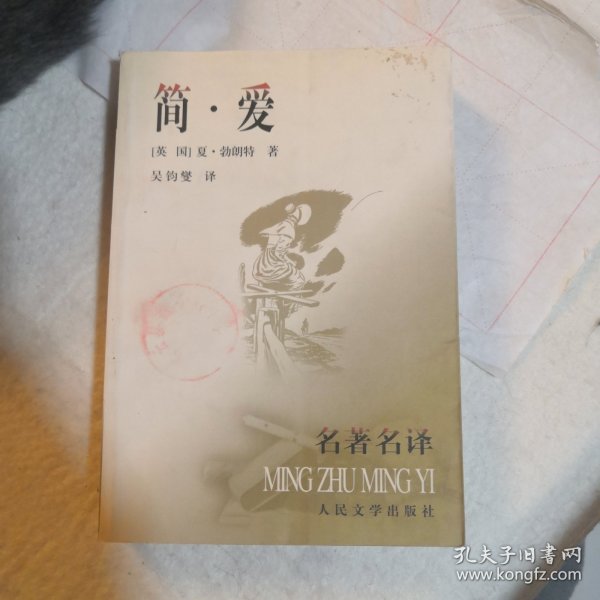 简·爱
[英 国] 夏·勃朗特 著
吴钧燮 译
名著名译
MING ZHU MING YI
人民文学出版社
孔夫子旧书网
www.kongfz.com